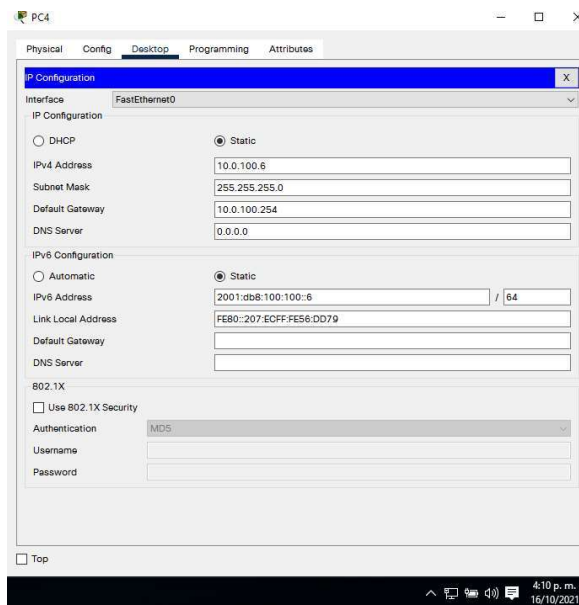 PC4
Physical Config Desktop Programming Attributes
IP Configuration X
Interface FastEthernet0
IP Configuration
DHCP Static
IPv4 Address 10.0.100.6
Subnet Mask 255.255.255.0
Default Gateway 10.0.100.254
DNS Server 0.0.0.0
IPv6 Configuration
Automatic Static
IPv6 Address 2001:db8:100:100::6 / 64
Link Local Address FE80::207:ECFF:FE56:DD79
Default Gateway
DNS Server
802.1X
Use 802.1X Security
Authentication MD5
Username
Password
Top
4:10 p. m.
16/10/2021